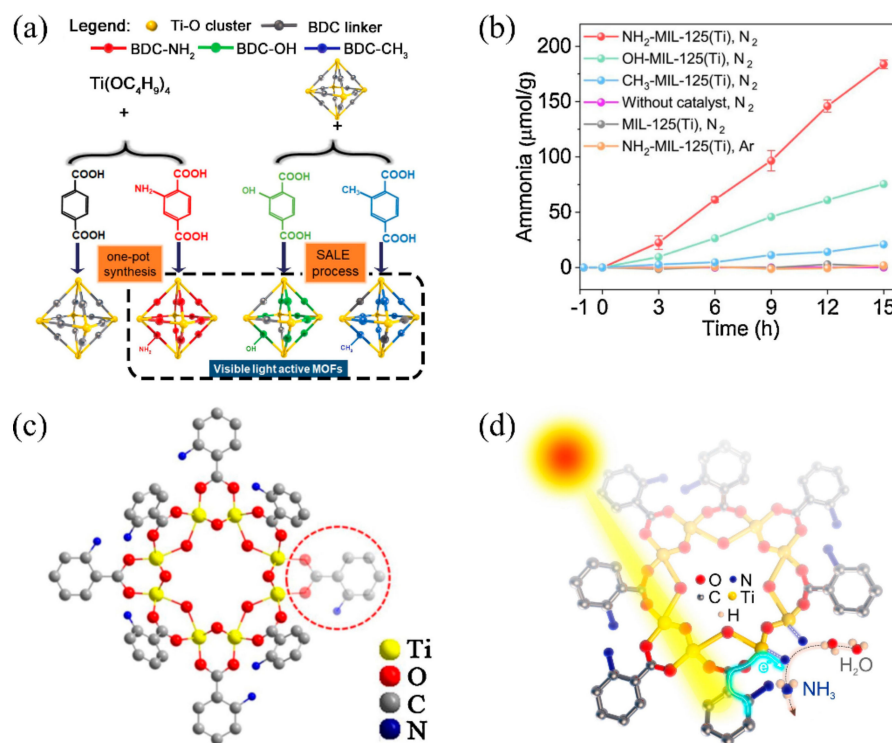 (a)
Legend: Ti-O cluster BDC linker
BDC-NH₂ BDC-OH BDC-CH₃
Ti(OC₄H₉)₄
+
+
COOH
COOH
NH₂
COOH
COOH
OH
COOH
COOH
CH₃
COOH
COOH
one-pot
synthesis
SALE
process
NH₂
OH
CH₃
Visible light active MOFs
(b)
Ammonia (μmol/g)
200
150
100
50
0
NH₂-MIL-125(Ti), N₂
OH-MIL-125(Ti), N₂
CH₃-MIL-125(Ti), N₂
Without catalyst, N₂
MIL-125(Ti), N₂
NH₂-MIL-125(Ti), Ar
-1 0 3 6 9 12 15
Time (h)
(c)
Ti
O
C
N
(d)
O N
C Ti
H
e
H₂O
NH₃